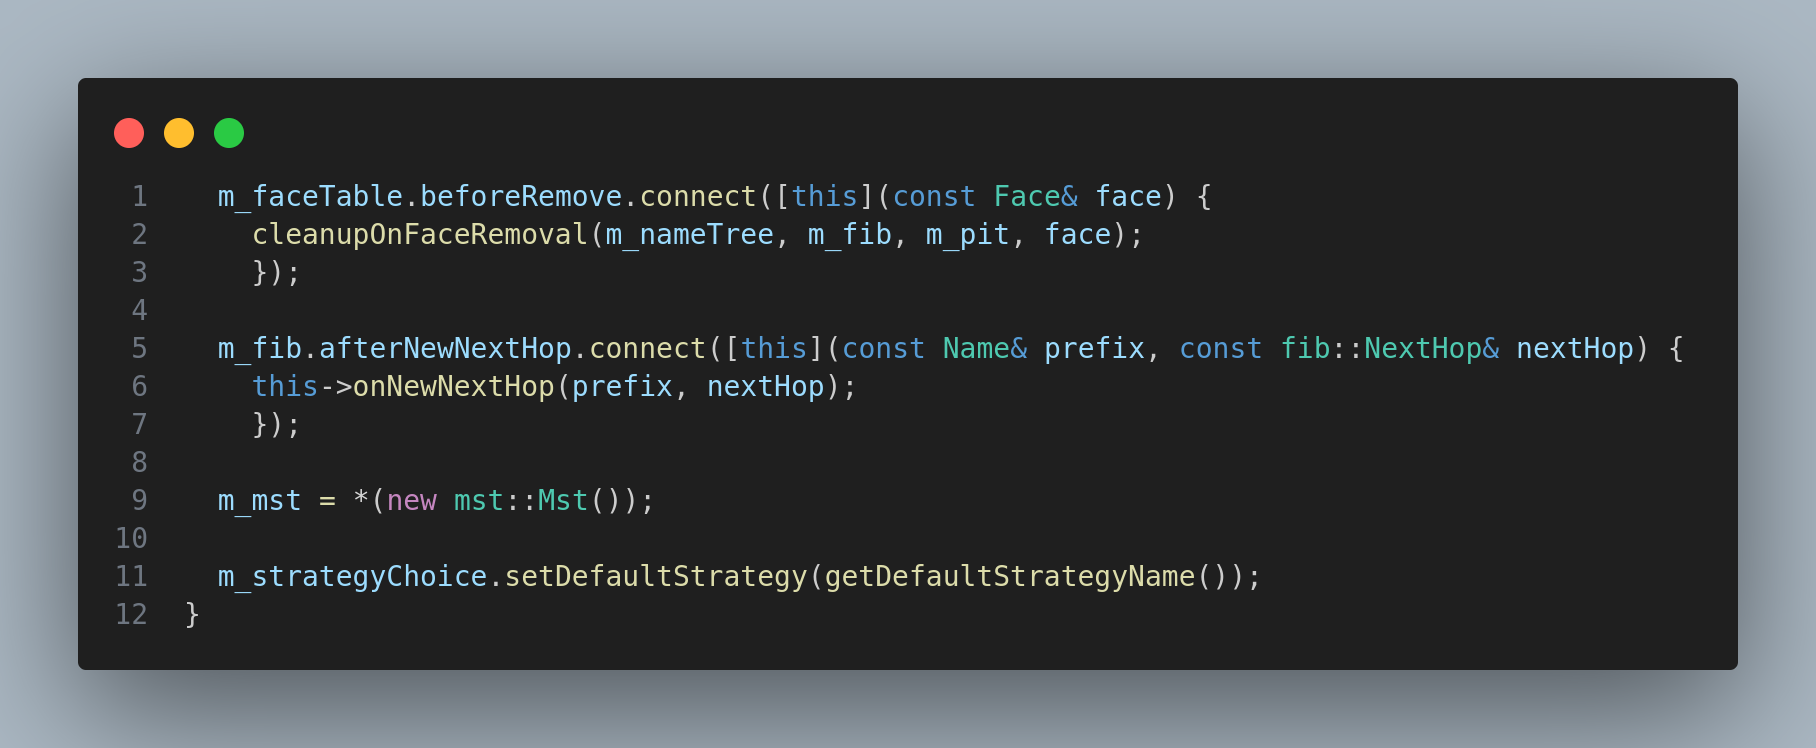 1 m_faceTable.beforeRemove.connect([this](const Face& face) {
2 cleanupOnFaceRemoval(m_nameTree, m_fib, m_pit, face);
3 });
4
5 m_fib.afterNewNextHop.connect([this](const Name& prefix, const fib::NextHop& nextHop) {
6 this->onNewNextHop(prefix, nextHop);
7 });
8
9 m_mst = *(new mst::Mst());
10
11 m_strategyChoice.setDefaultStrategy(getDefaultStrategyName());
12 }